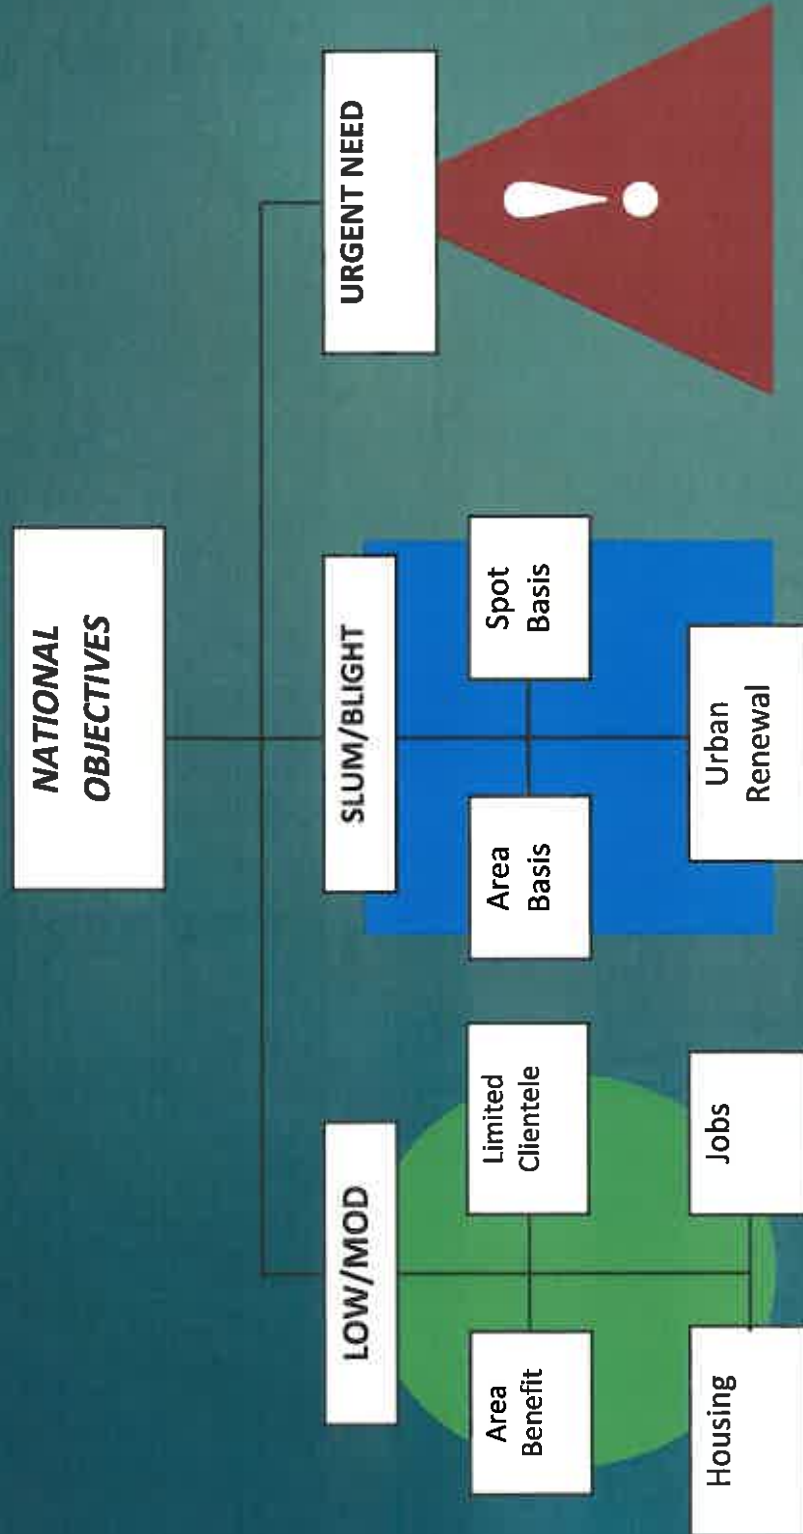 NATIONAL
OBJECTIVES
LOW/MOD
SLUM/BLIGHT
URGENT NEED
Area
Benefit
Limited
Clientele
Area
Basis
Spot
Basis
!
Housing
Jobs
Urban
Renewal